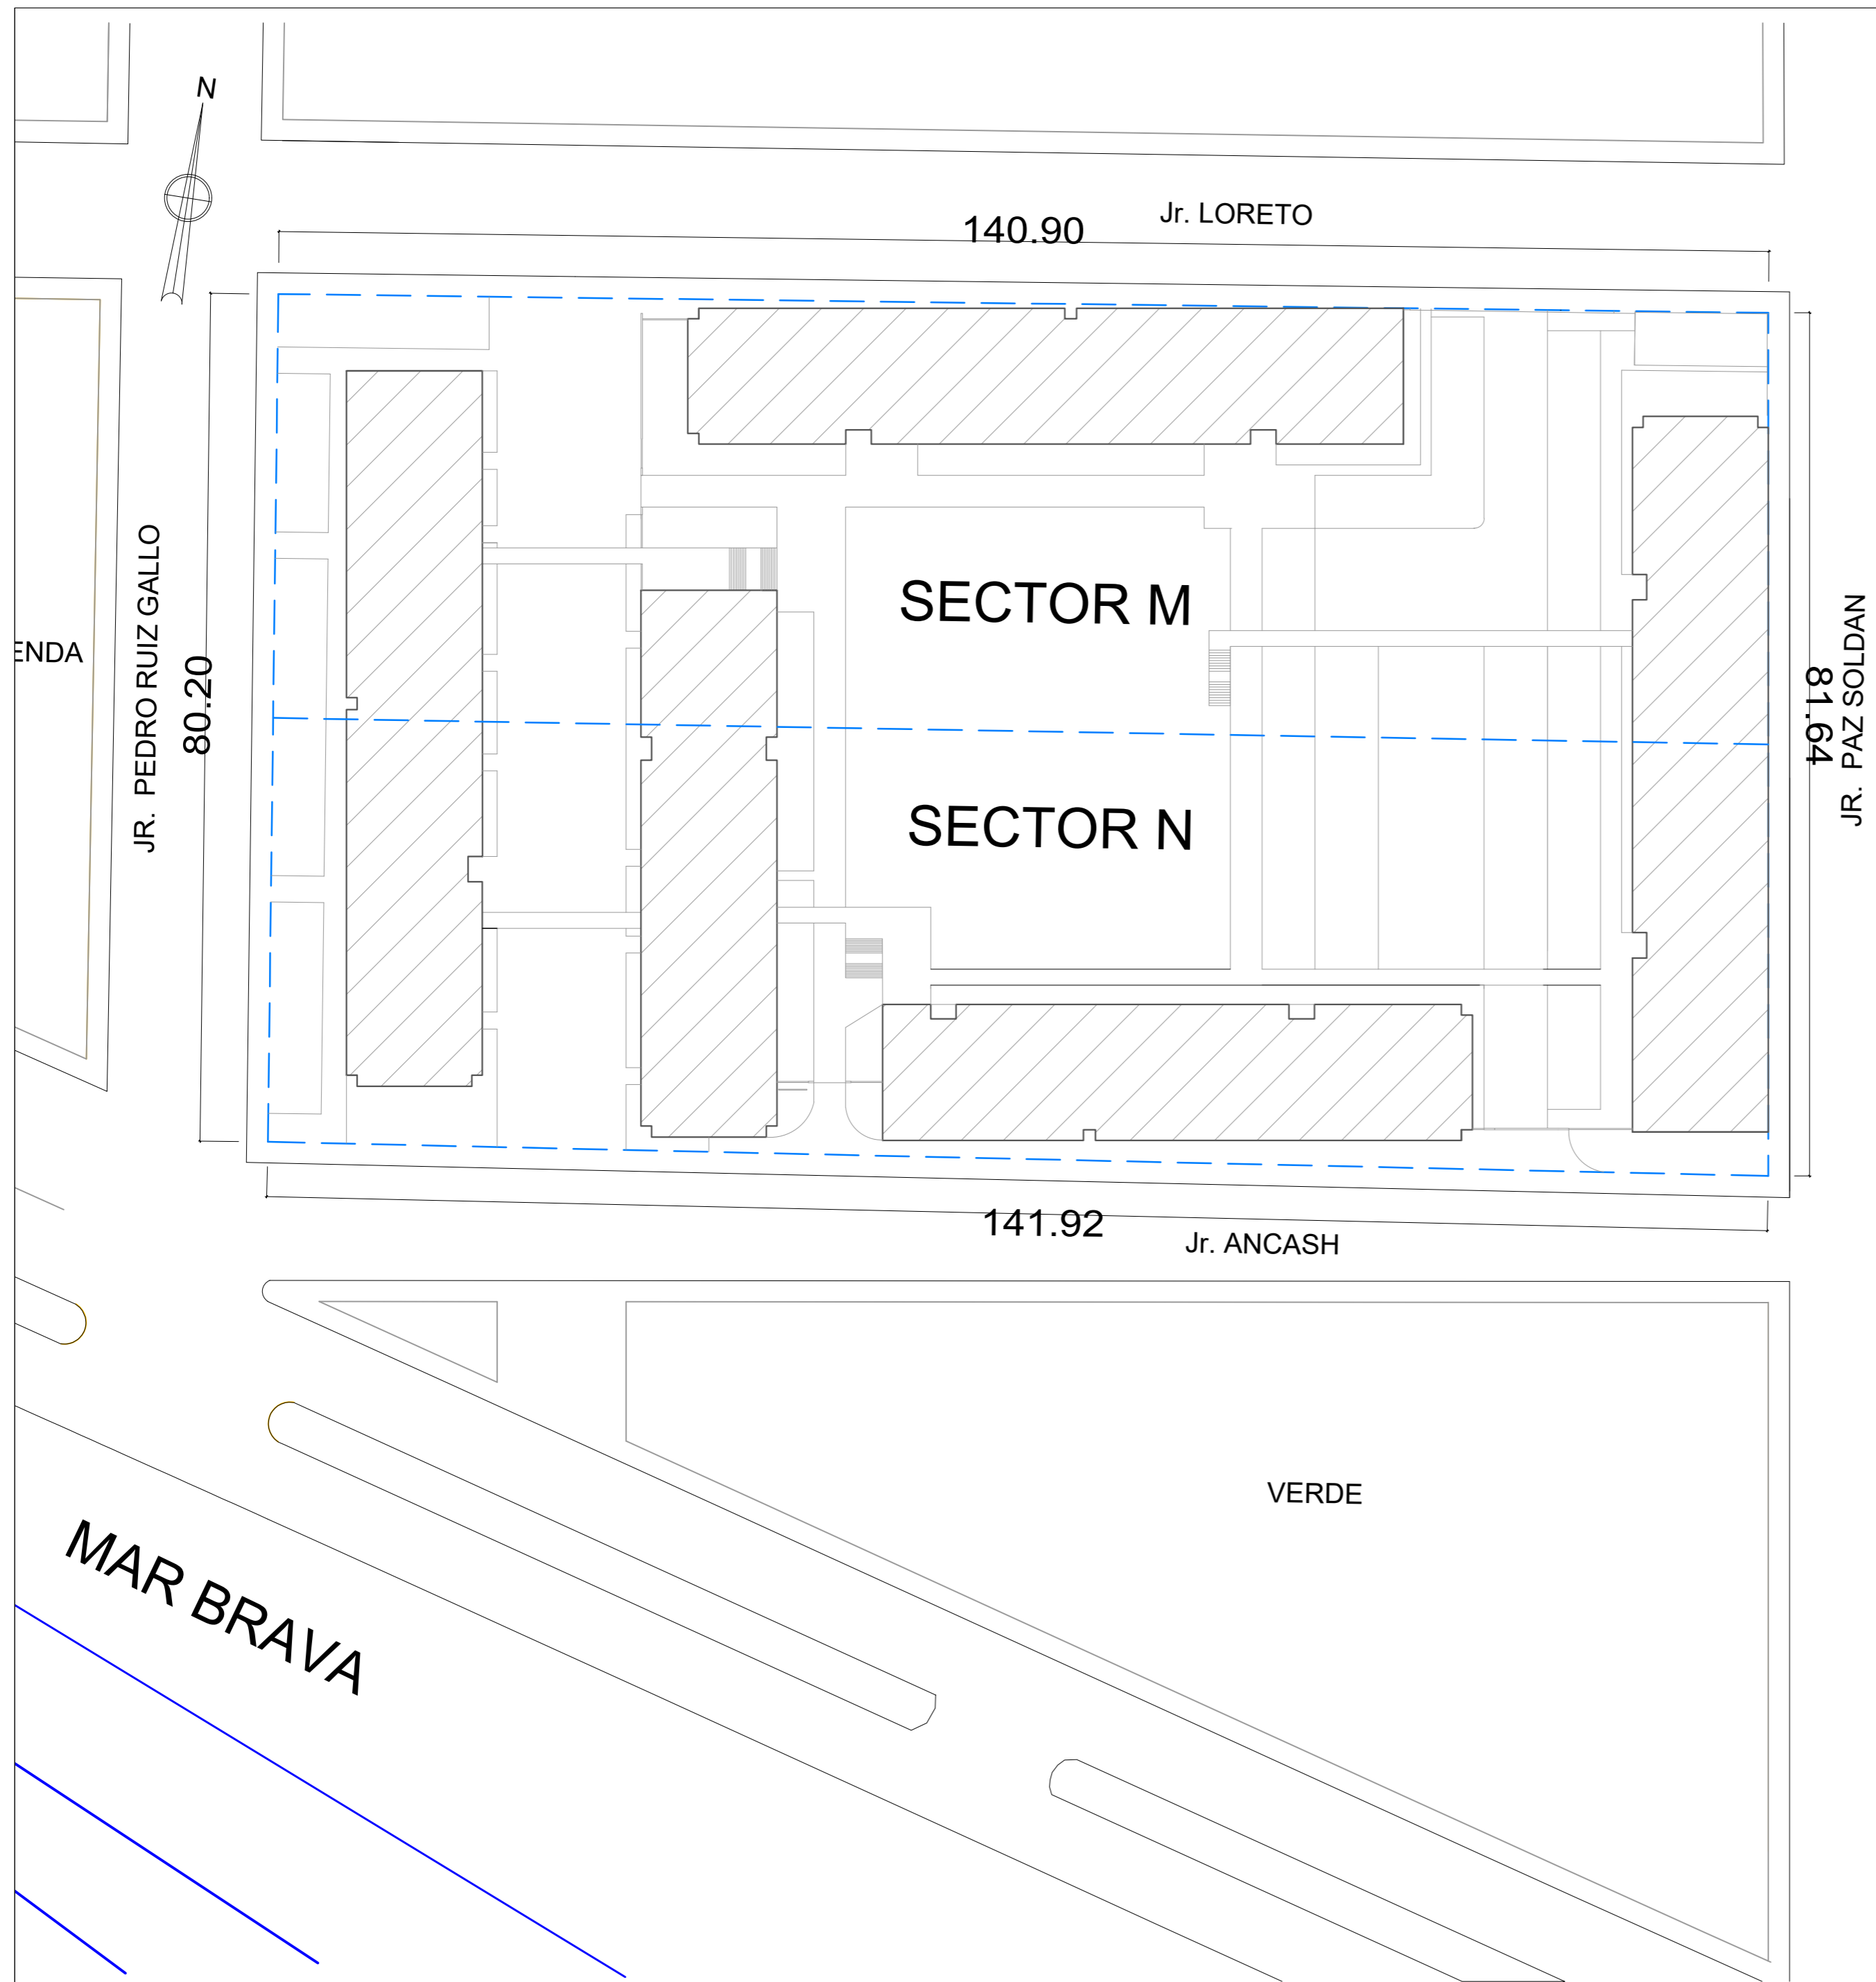 N
Jr. LORETO
140.90
JR. PEDRO RUIZ GALLO
80.20
ENDA
SECTOR M
SECTOR N
81.64
JR. PAZ SOLDAN
141.92
Jr. ANCASH
VERDE
MAR BRAVA